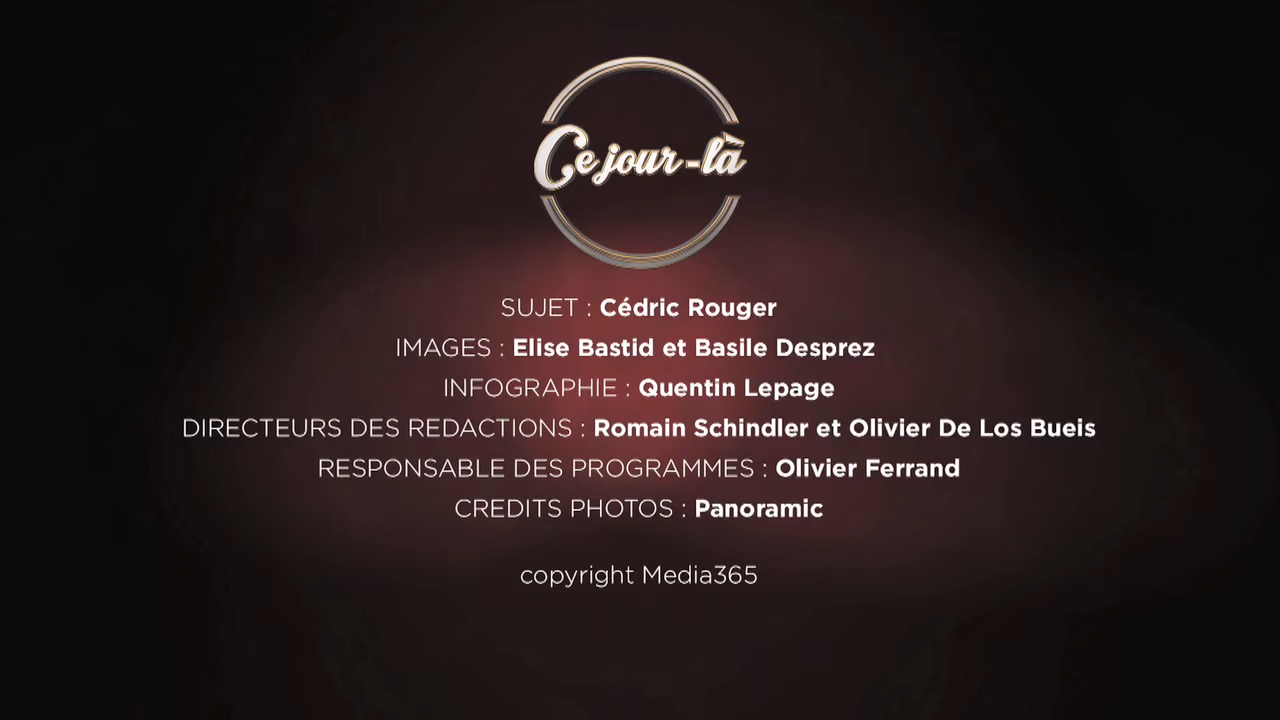 Ce jour-là
SUJET : Cédric Rouger
IMAGES : Elise Bastid et Basile Desprez
INFOGRAPHIE : Quentin Lepage
DIRECTEURS DES REDACTIONS : Romain Schindler et Olivier De Los Bueis
RESPONSABLE DES PROGRAMMES : Olivier Ferrand
CREDITS PHOTOS : Panoramic
copyright Media365